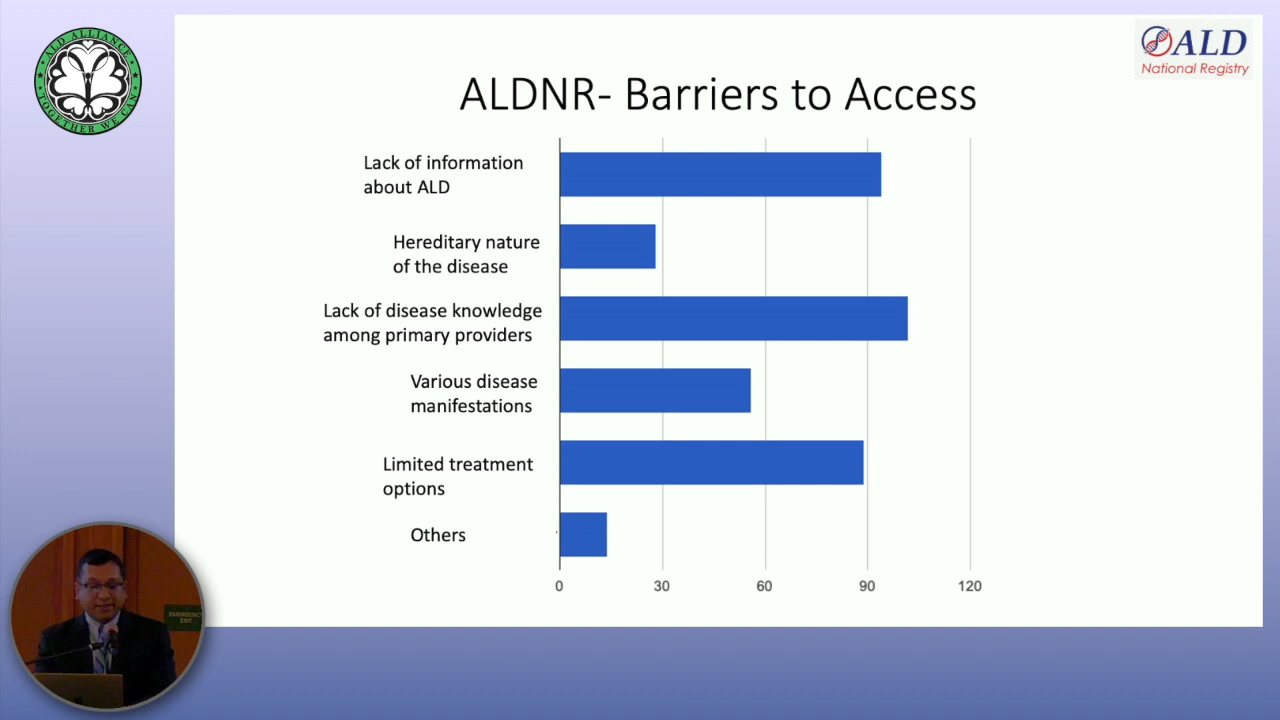 ALD ALLIANCE
TOGETHER WE CAN
ALD
National Registry
ALDNR- Barriers to Access
Lack of information
about ALD
Hereditary nature
of the disease
Lack of disease knowledge
among primary providers
Various disease
manifestations
Limited treatment
options
Others
0 30 60 90 120
EMERGENCY
EXIT